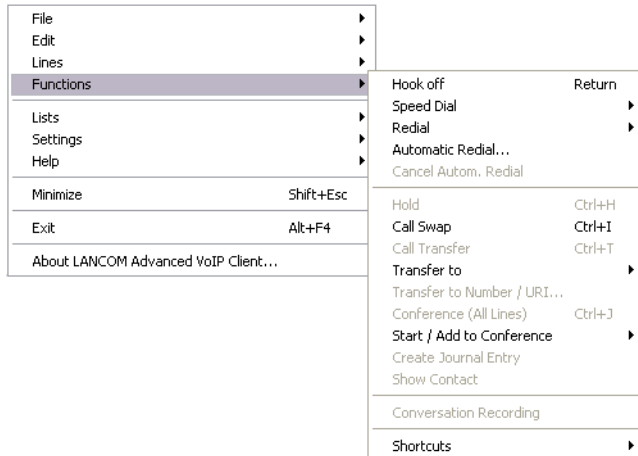 File
Edit
Lines
Functions
Lists
Settings
Help
Minimize Shift+Esc
Exit Alt+F4
About LANCOM Advanced VoIP Client...
Hook off Return
Speed Dial
Redial
Automatic Redial...
Cancel Autom. Redial
Hold Ctrl+H
Call Swap Ctrl+I
Call Transfer Ctrl+T
Transfer to
Transfer to Number / URI...
Conference (All Lines) Ctrl+J
Start / Add to Conference
Create Journal Entry
Show Contact
Conversation Recording
Shortcuts